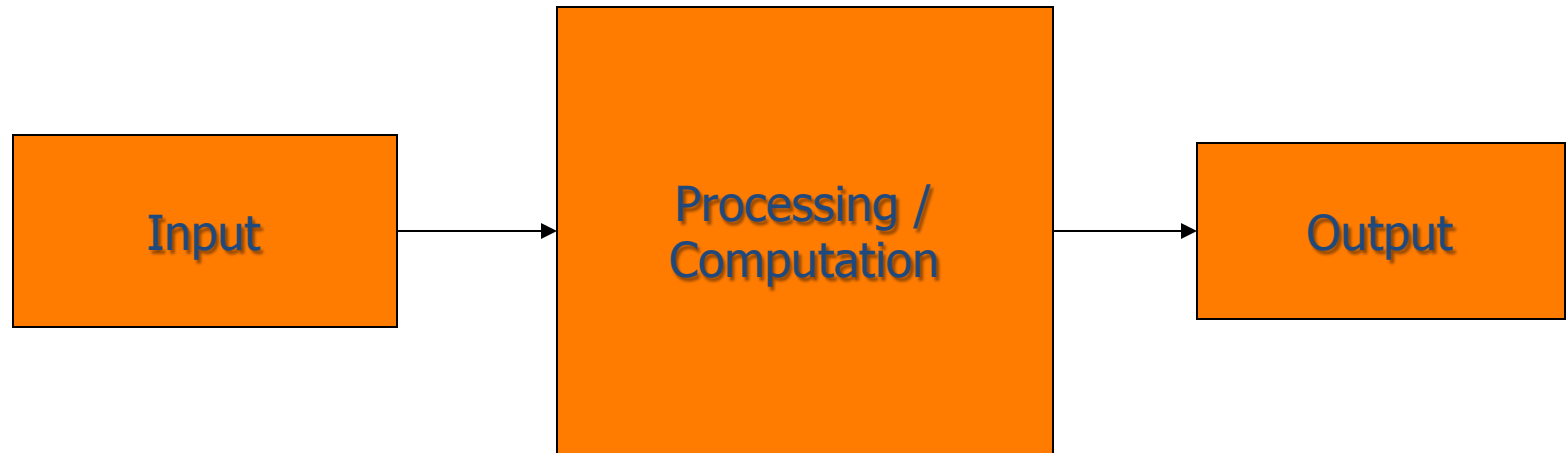 Input
Processing /
Computation
Output